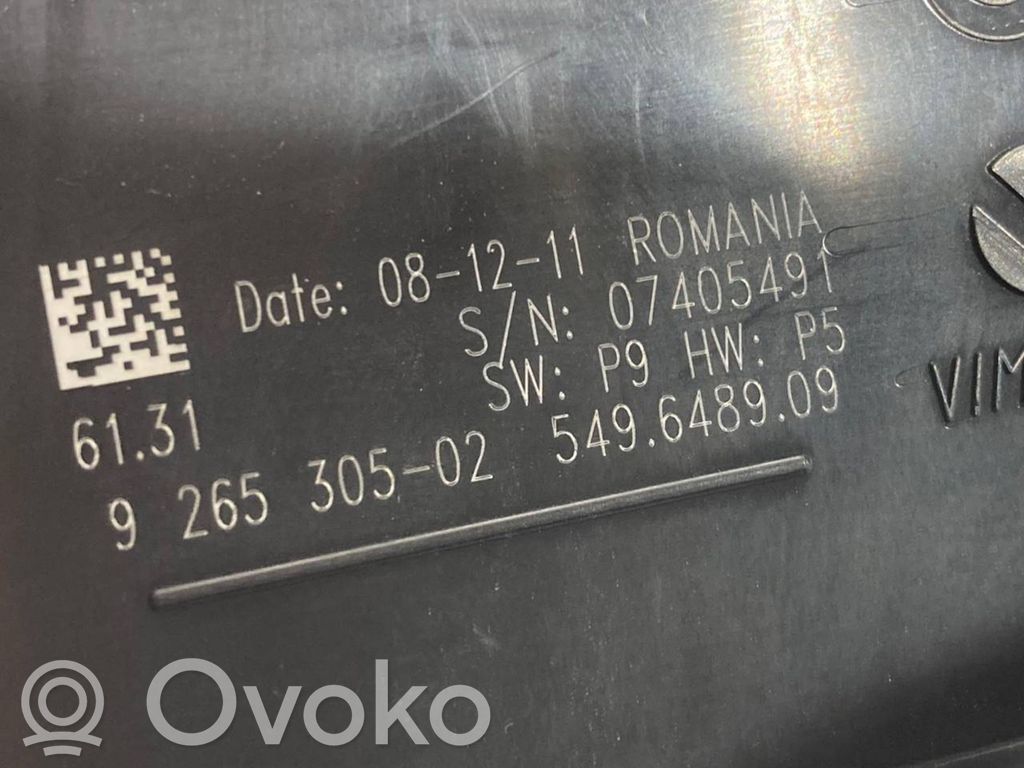 Date: 08-12-11 ROMANIA
S/N: 07405491
SW: P9 HW: P5
61.31
9 265 305-02 549.6489.09
VIM
R Ovoko